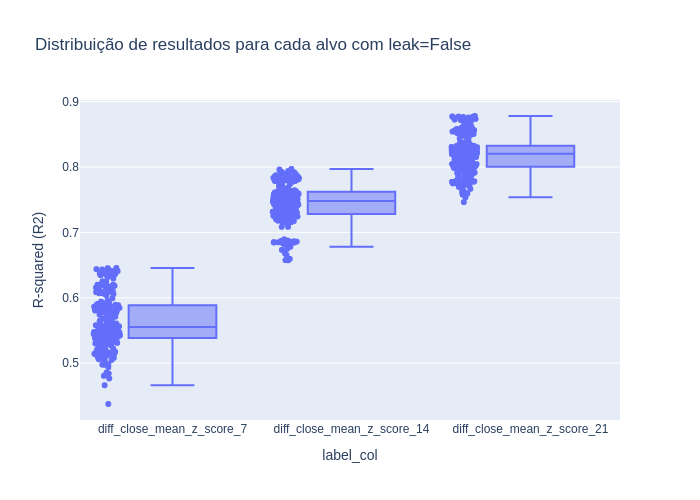 Distribuição de resultados para cada alvo com leak=False
0.9
0.8
0.7
0.6
0.5
R-squared (R2)
diff_close_mean_z_score_7
diff_close_mean_z_score_14
diff_close_mean_z_score_21
label_col